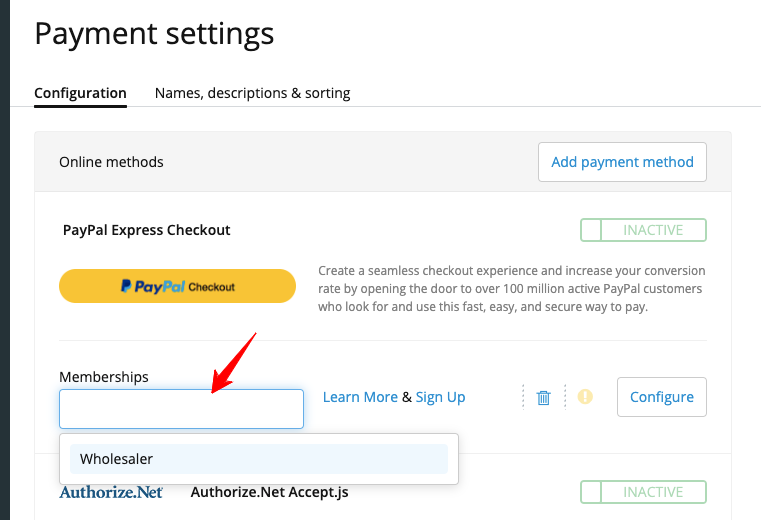 Payment settings
Configuration
Names, descriptions & sorting
Online methods
Add payment method
PayPal Express Checkout
INACTIVE
PayPal Checkout
Create a seamless checkout experience and increase your conversion
rate by opening the door to over 100 million active PayPal customers
who look for and use this fast, easy, and secure way to pay.
Memberships
Learn More & Sign Up
Configure
Wholesaler
Authorize.Net
Authorize.Net Accept.js
INACTIVE